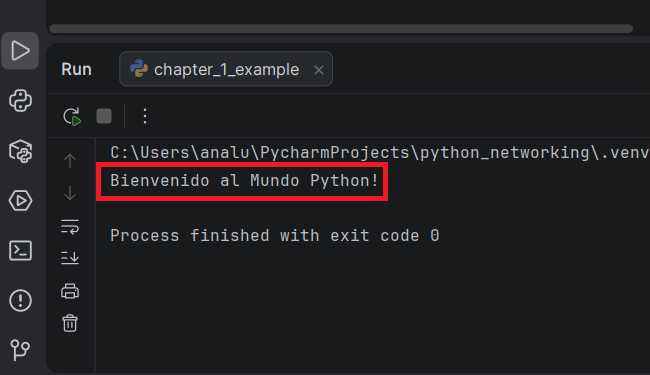 Run chapter_1_example
C:\Users\analu\PycharmProjects\python_networking\.venv
Bienvenido al Mundo Python!
Process finished with exit code 0